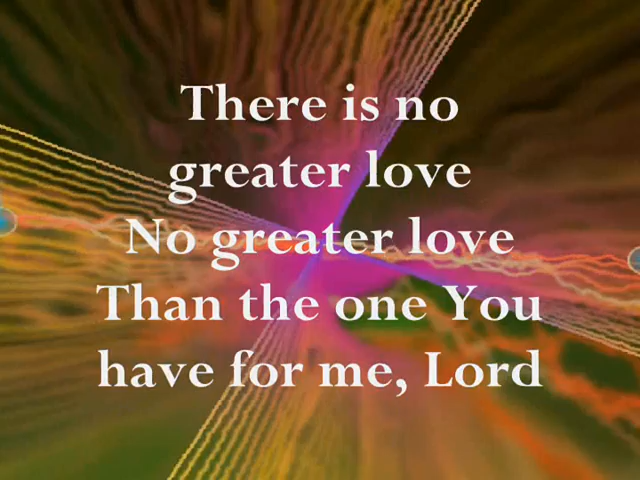 There is no
greater love
No greater love
Than the one You
have for me, Lord